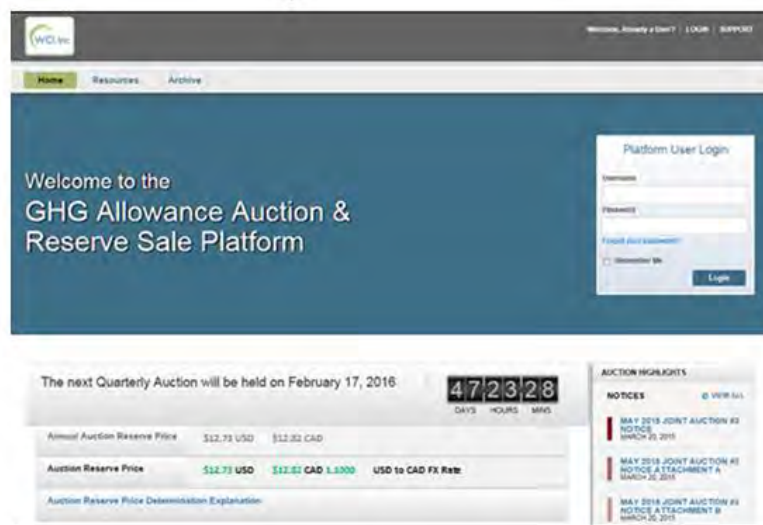 WCI, Inc
Welcome, Already a User? | LOGIN | SUPPORT
Home Resources Archive
Welcome to the
GHG Allowance Auction &
Reserve Sale Platform
Platform User Login
Username
Password
Forgot your password?
Remember Me
Login
The next Quarterly Auction will be held on February 17, 2016
47 23 28
DAYS HOURS MINS
Annual Auction Reserve Price $12.73 USD $12.82 CAD
Auction Reserve Price $12.73 USD $12.82 CAD 1.1000 USD to CAD FX Rate
Auction Reserve Price Determination Explanation
AUCTION HIGHLIGHTS
NOTICES VIEW ALL
MAY 2015 JOINT AUCTION #3
NOTICE
MARCH 20, 2015
MAY 2015 JOINT AUCTION #3
NOTICE ATTACHMENT A
MARCH 20, 2015
MAY 2015 JOINT AUCTION #3
NOTICE ATTACHMENT B
MARCH 20, 2015